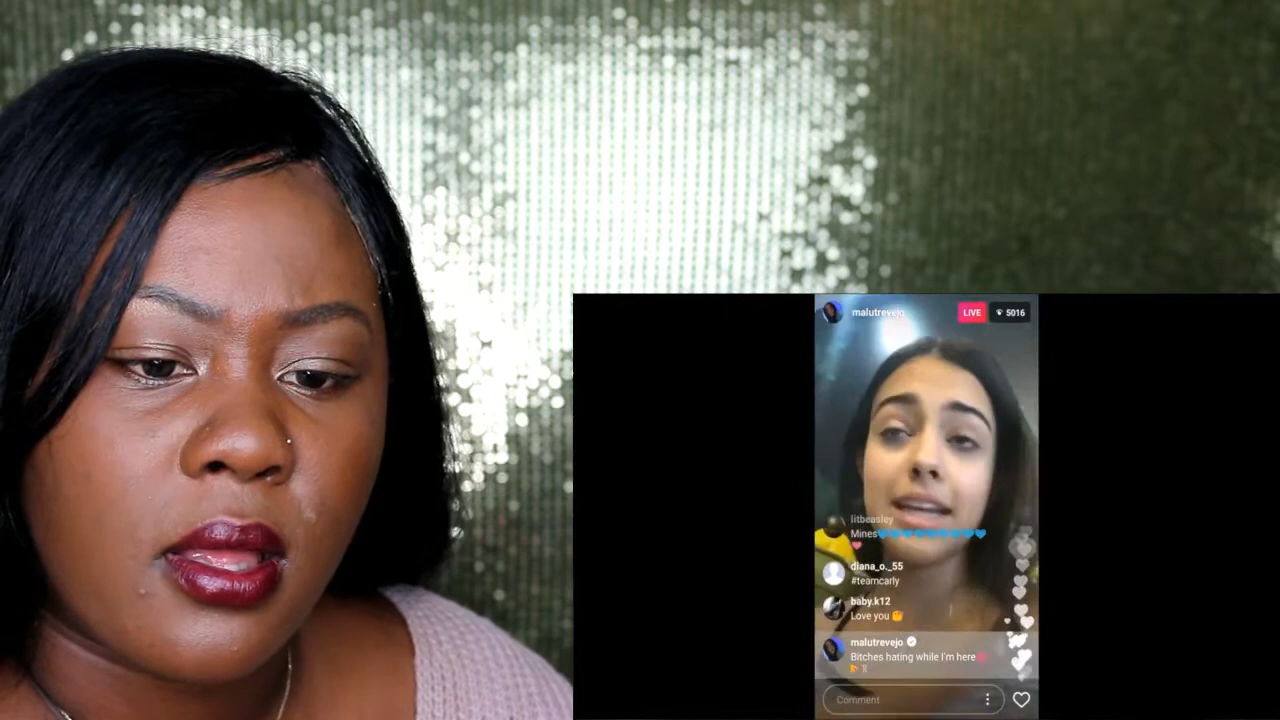 malutrevejo
LIVE
5016
litbeasley
Mines💙💙💙💙💙💙💙💙
❤️
diana_o._55
#teamcarly
baby.k12
Love you
malutrevejo
Bitches hating while I'm here
Comment